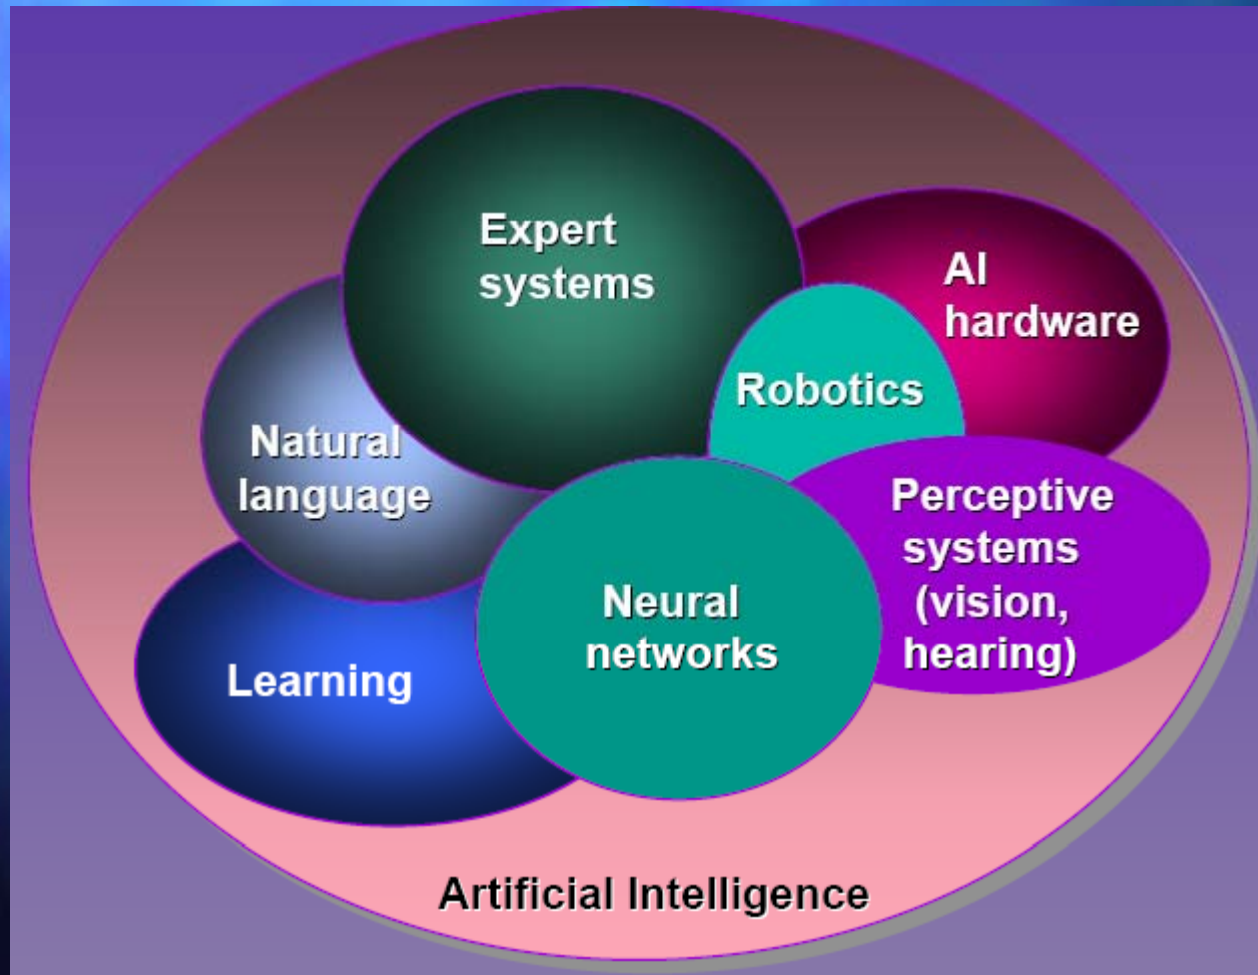 Expert
systems
AI
hardware
Robotics
Natural
language
Perceptive
systems
(vision,
hearing)
Neural
networks
Learning
Artificial Intelligence